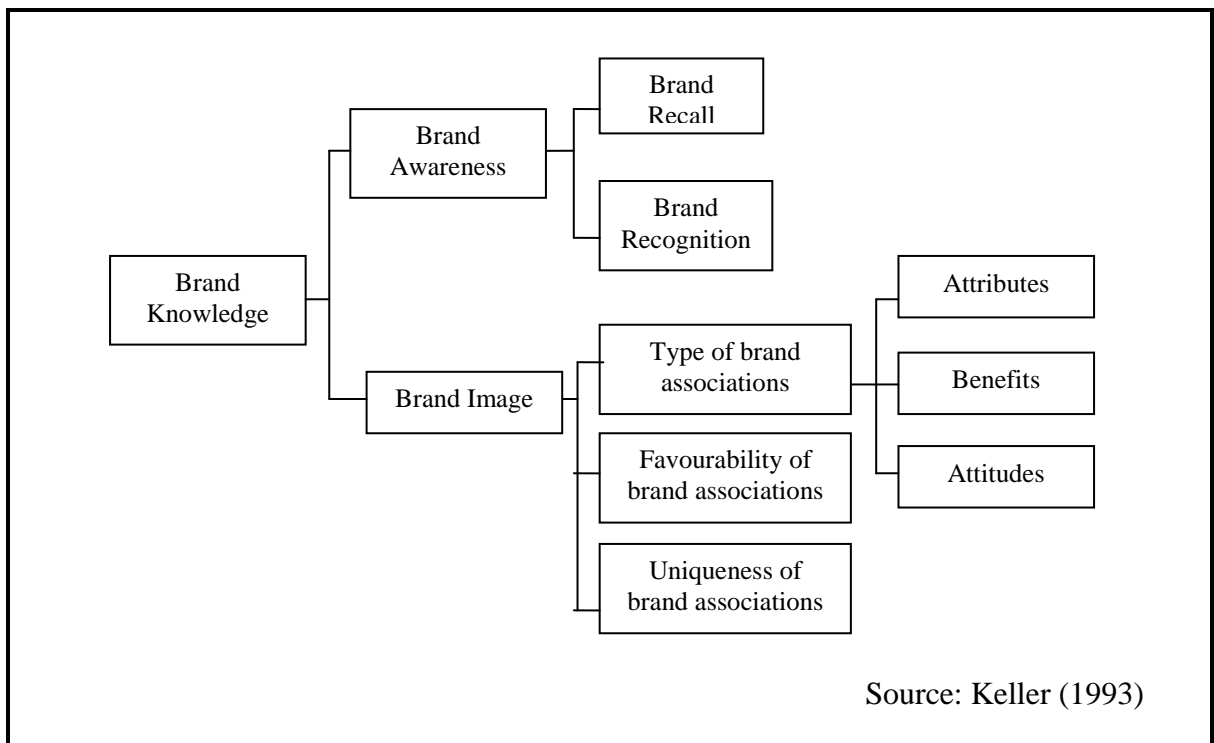 Brand
Recall
Brand
Awareness
Brand
Recognition
Brand
Knowledge
Attributes
Type of brand
associations
Benefits
Brand Image
Favourability of
brand associations
Attitudes
Uniqueness of
brand associations
Source: Keller (1993)